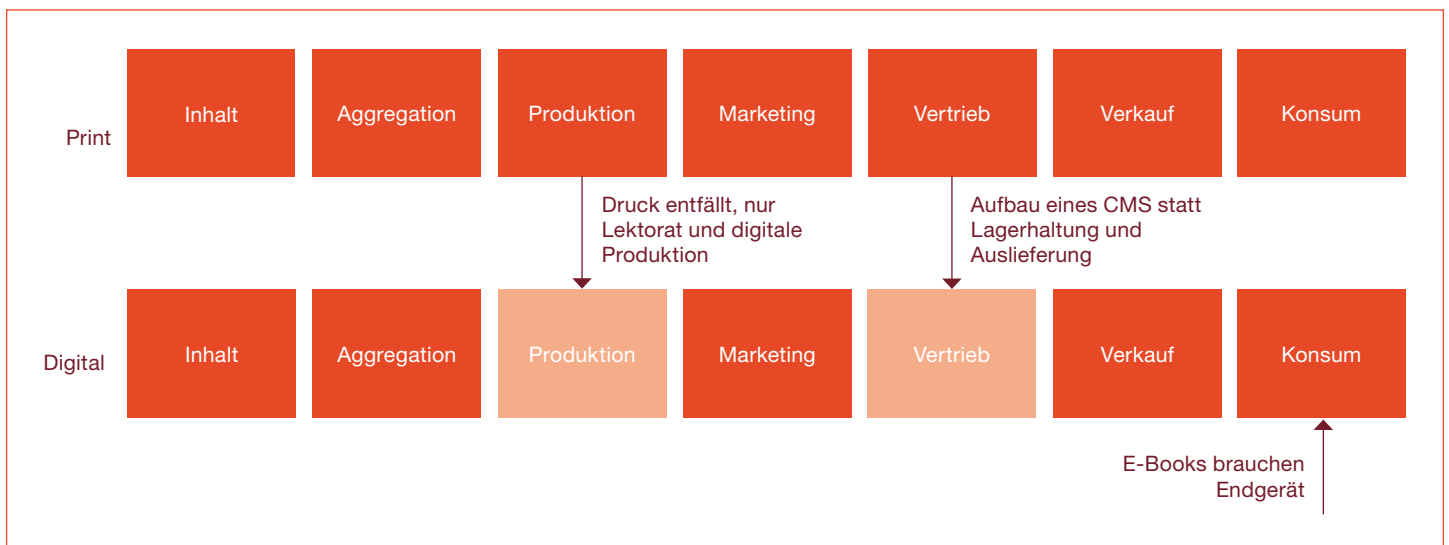 Print
Inhalt
Aggregation
Produktion
Marketing
Vertrieb
Verkauf
Konsum
Druck entfällt, nur
Lektorat und digitale
Produktion
Aufbau eines CMS statt
Lagerhaltung und
Auslieferung
Digital
Inhalt
Aggregation
Produktion
Marketing
Vertrieb
Verkauf
Konsum
E-Books brauchen
Endgerät